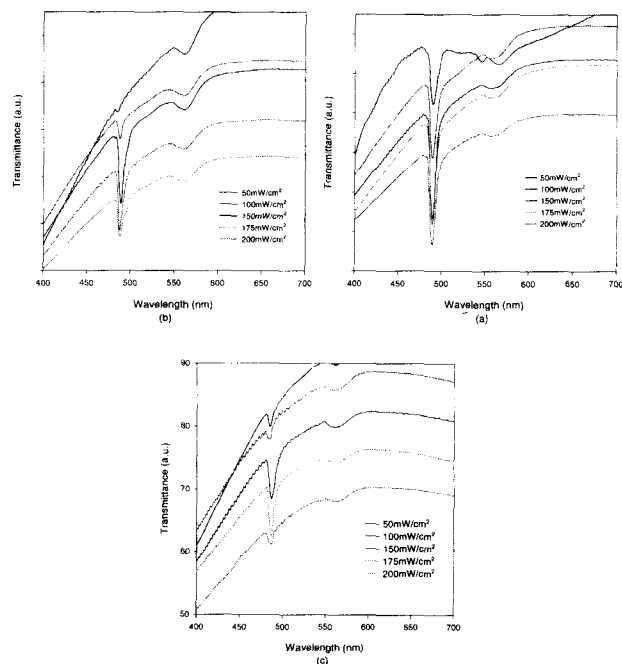 Transmittance (a.u.)
50mW/cm²
100mW/cm²
150mW/cm²
175mW/cm²
200mW/cm²
400 450 500 550 600 650 700
Wavelength (nm)
(b)
Transmittance (a.u.)
50mW/cm²
100mW/cm²
150mW/cm²
175mW/cm²
200mW/cm²
400 450 500 550 600 650 700
Wavelength (nm)
(a)
90
80
70
60
50
Transmittance (a.u.)
50mW/cm²
100mW/cm²
150mW/cm²
175mW/cm²
200mW/cm²
400 450 500 550 600 650 700
Wavelength (nm)
(c)